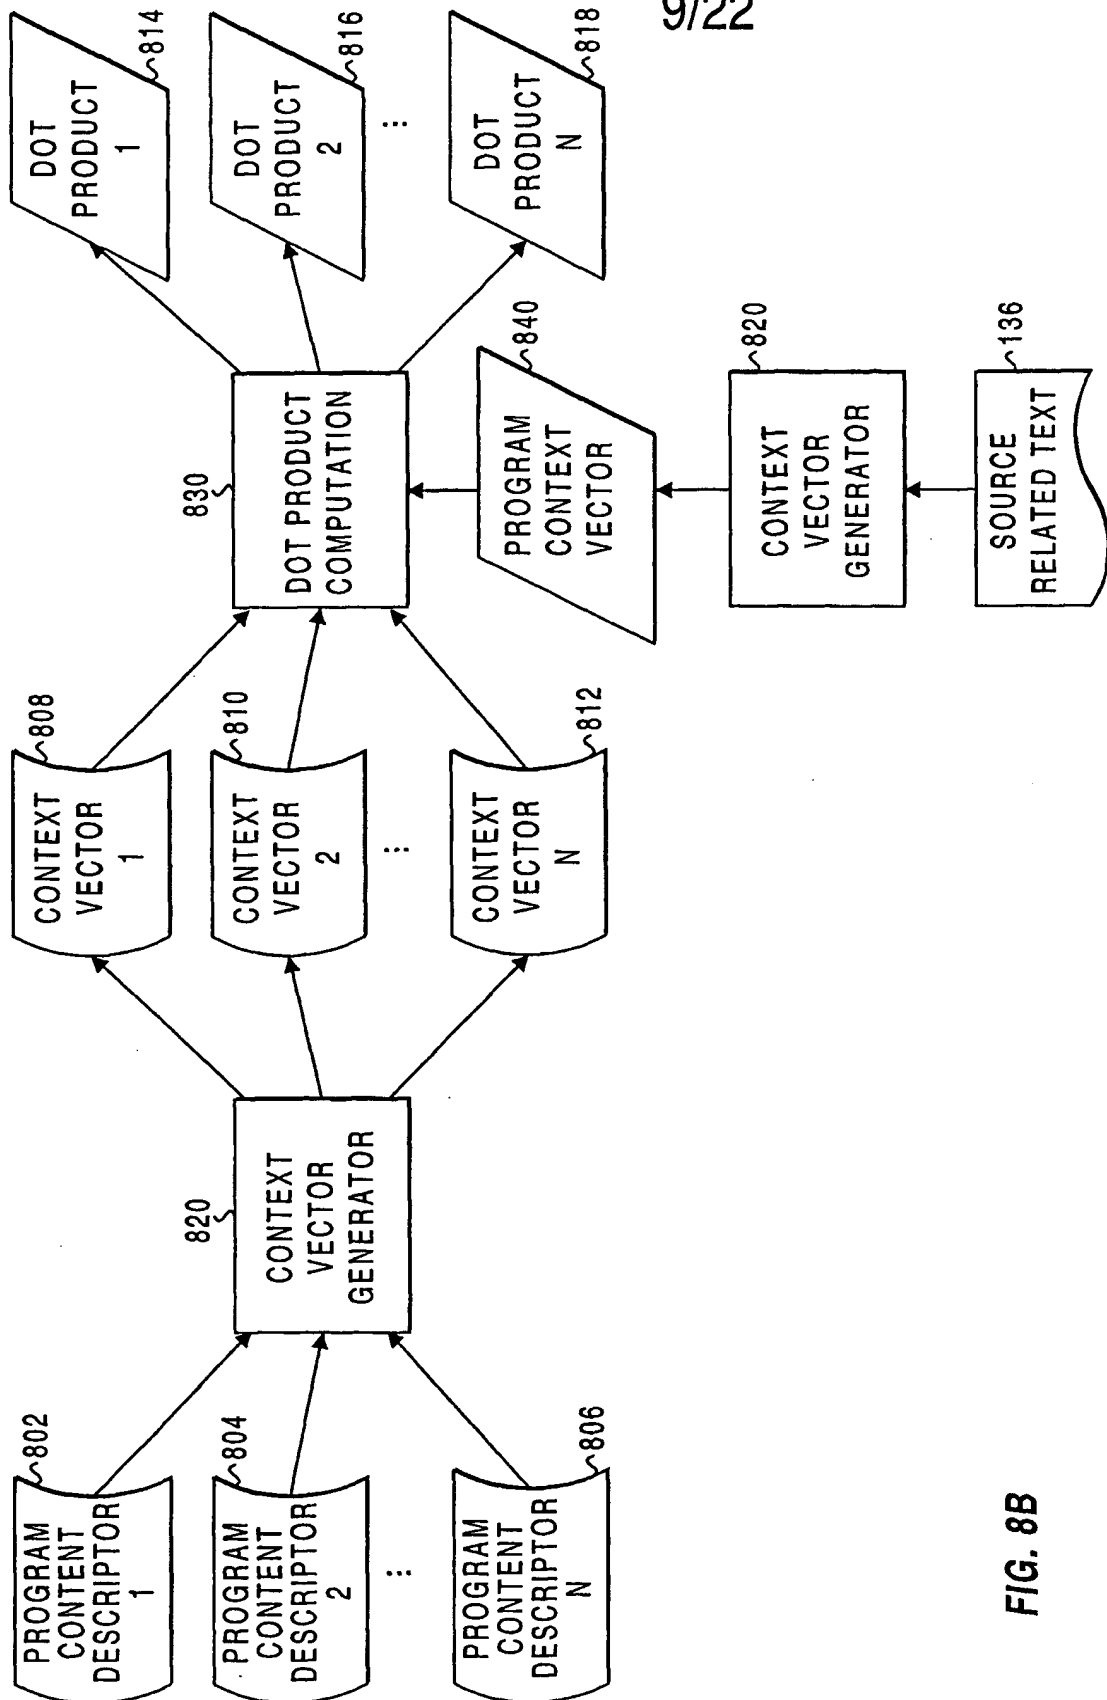 9/22
802
PROGRAM
CONTENT
DESCRIPTOR
1
804
PROGRAM
CONTENT
DESCRIPTOR
2
...
806
PROGRAM
CONTENT
DESCRIPTOR
N
820
CONTEXT
VECTOR
GENERATOR
808
CONTEXT
VECTOR
1
810
CONTEXT
VECTOR
2
...
812
CONTEXT
VECTOR
N
830
DOT PRODUCT
COMPUTATION
814
DOT
PRODUCT
1
816
DOT
PRODUCT
2
...
818
DOT
PRODUCT
N
840
PROGRAM
CONTEXT
VECTOR
820
CONTEXT
VECTOR
GENERATOR
136
SOURCE
RELATED TEXT
FIG. 8B